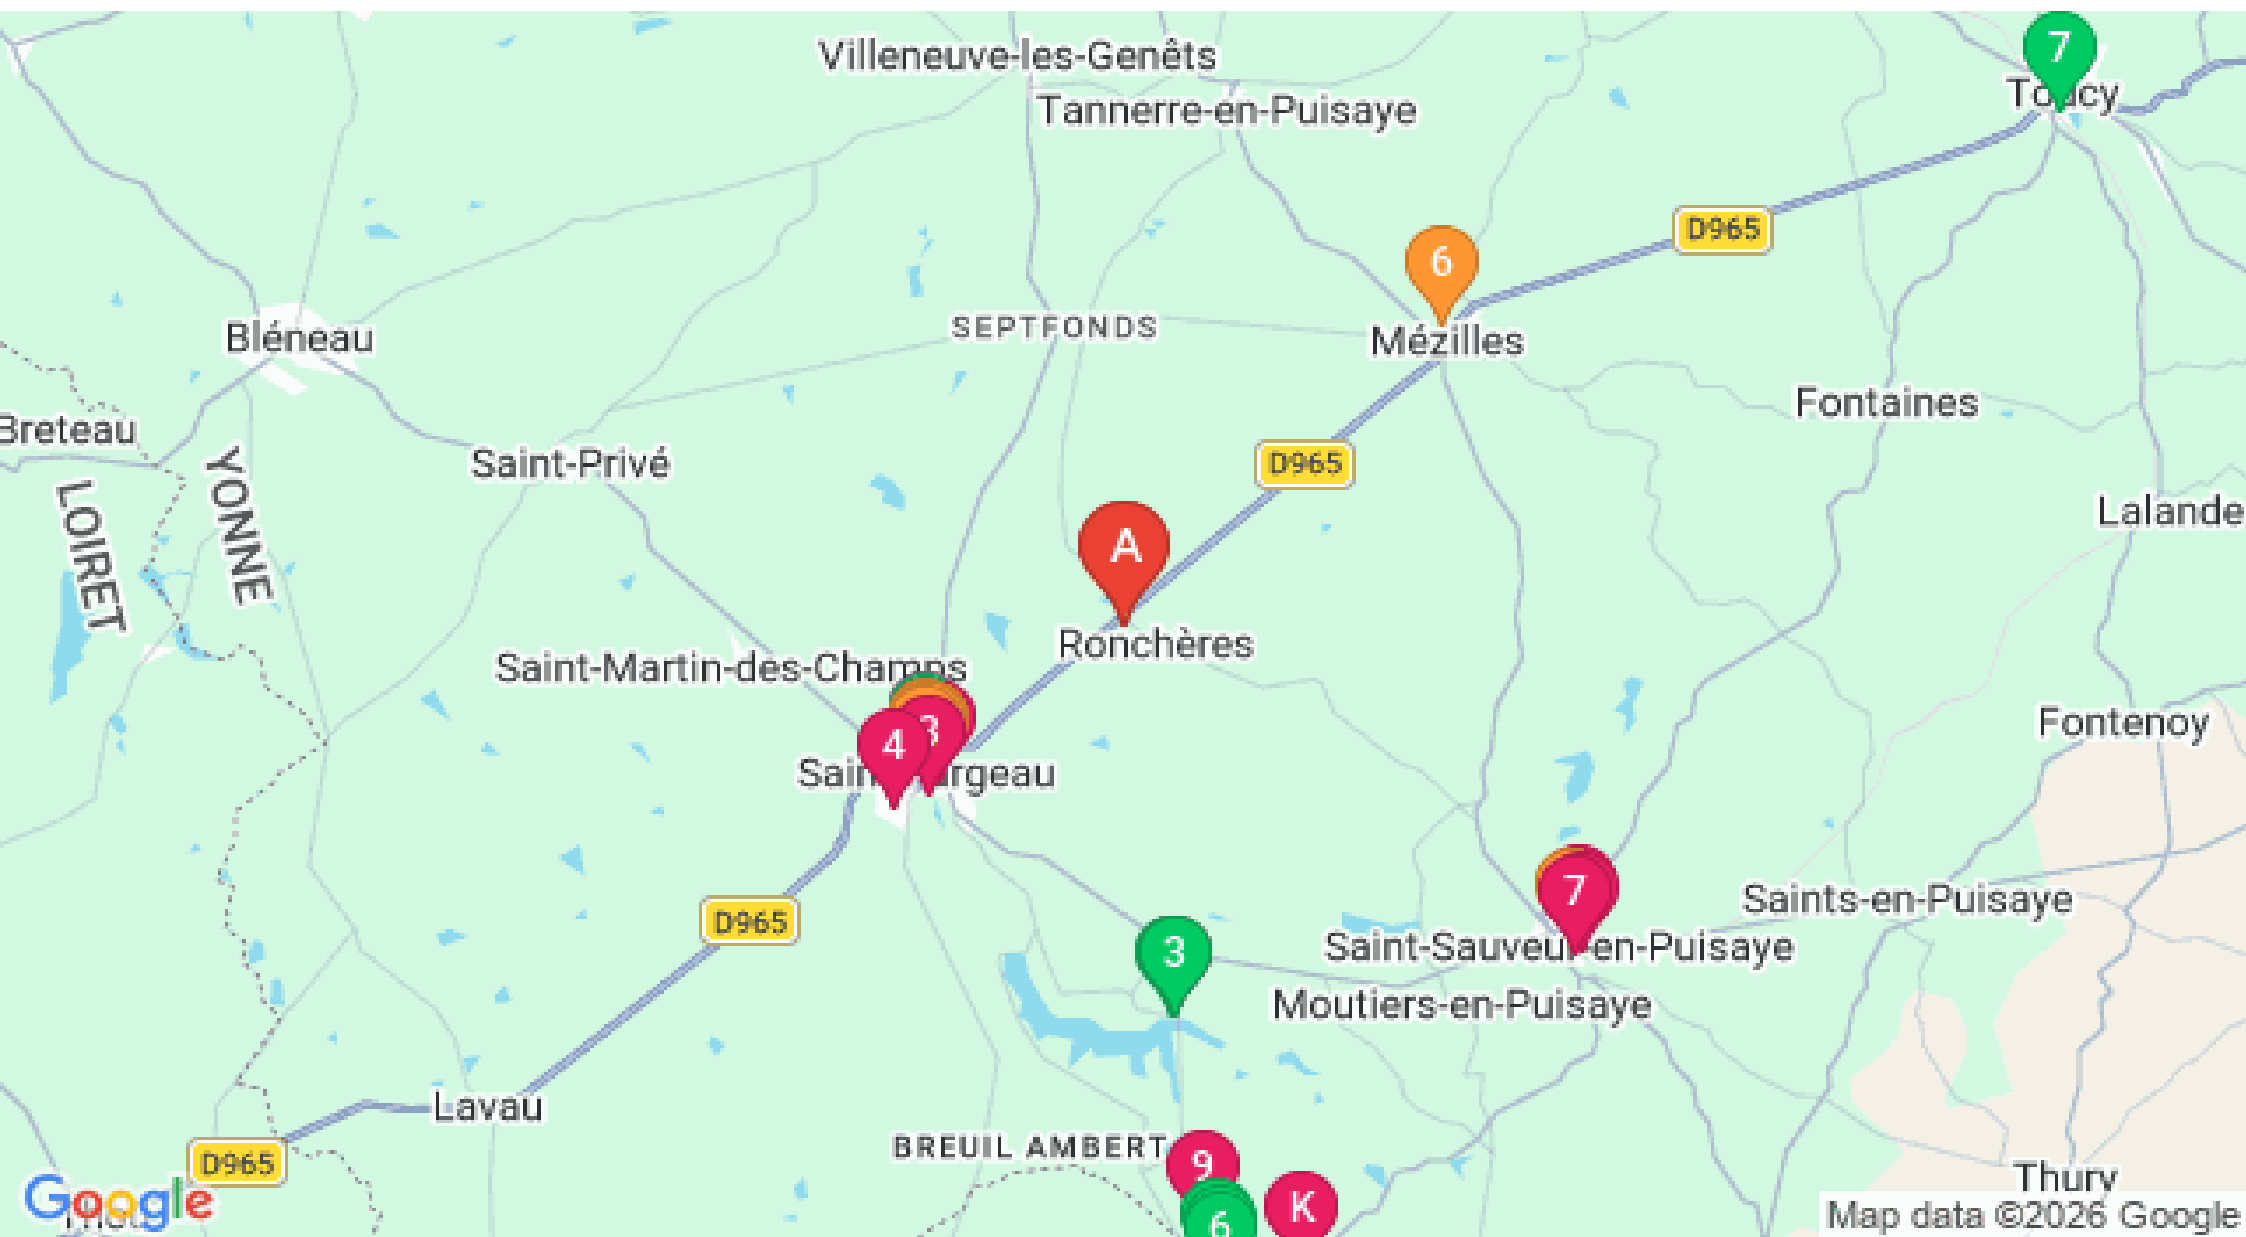 Villeneuve-les-Genêts
7
Tannerre-en-Puisaye
D965
6
SEPTFONDS
Bléneau
Mézilles
Fontaines
Breteau
YONNE
Saint-Privé
D965
LOIRET
Lalande
A
Ronchères
Saint-Martin-des-Champs
Fontenoy
4
3
7
Saints-en-Puisaye
D965
Saint-Sauveur-en-Puisaye
3
Moutiers-en-Puisaye
Lavau
BREUIL AMBERT
D965
9
K
6
Thury
Google
Map data ©2026 Google